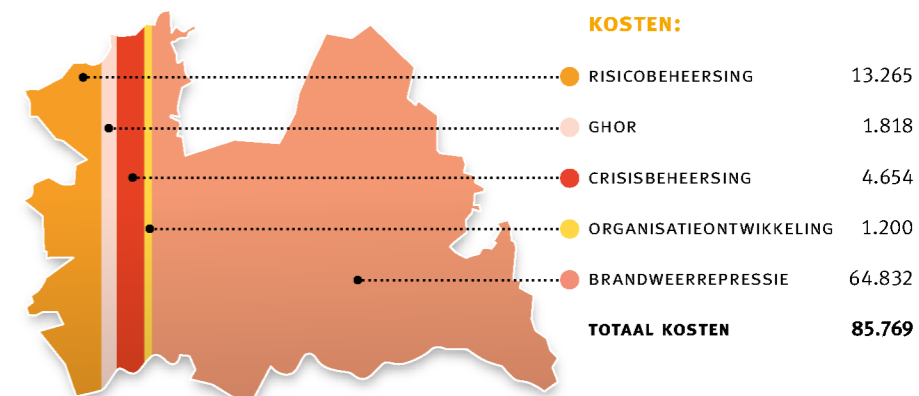 KOSTEN:
RISICOBEHEERSING 13.265
GHOR 1.818
CRISISBEHEERSING 4.654
ORGANISATIEONTWIKKELING 1.200
BRANDWEERREPRESSIE 64.832
TOTAAL KOSTEN 85.769